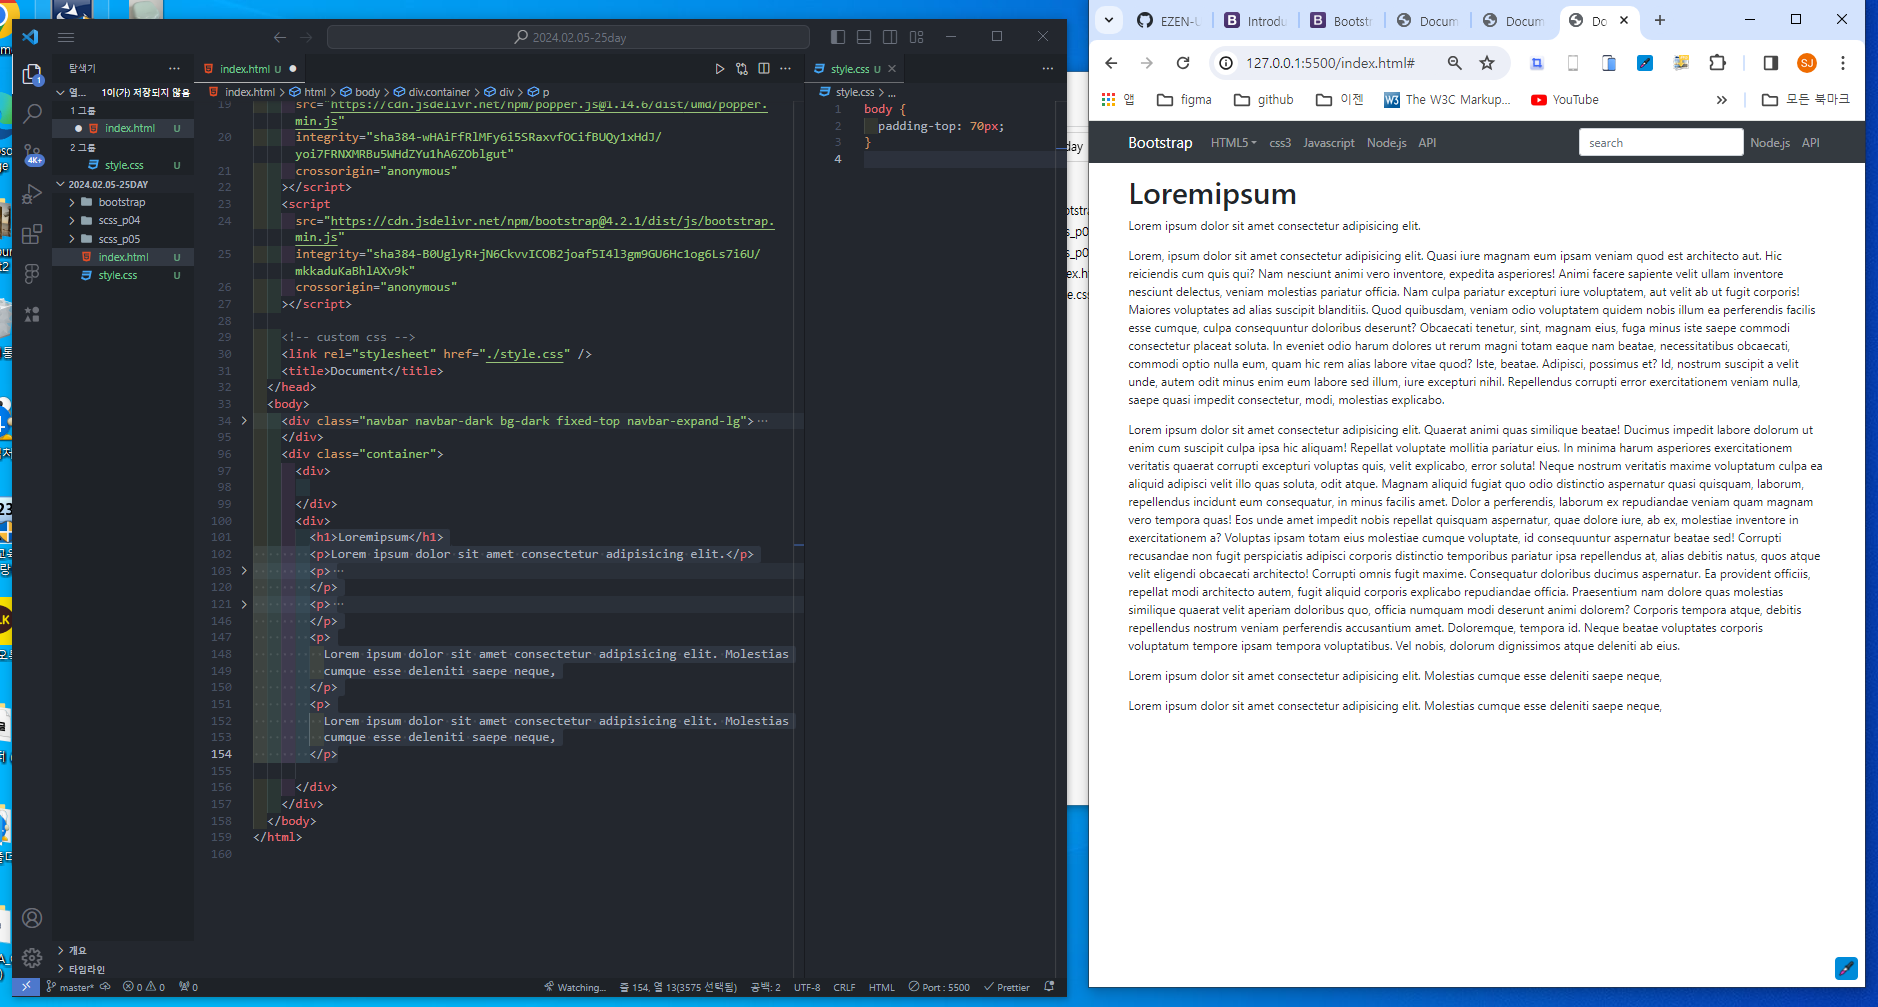 2024.02.05-25day
탐색기
index.html U
style.css U
열... 1이(가) 저장되지 않음
1 그룹
index.html U
2 그룹
style.css U
2024.02.05-25DAY
bootstrap
scss_p04
scss_p05
index.html U
style.css U
개요
타임라인
1
4K+
index.html > html > body > div.container > div > p
19 src="https://cdn.jsdelivr.net/npm/popper.js@1.14.6/dist/umd/popper.
min.js"
20 integrity="sha384-wHAiFfRlMFy6i5SRaxvfOCifBUQy1xHdJ/
yoi7FRNXMRBu5WHdZYu1hA6ZOblgut"
21 crossorigin="anonymous"
22 ></script>
23 <script
24 src="https://cdn.jsdelivr.net/npm/bootstrap@4.2.1/dist/js/bootstrap.
min.js"
25 integrity="sha384-B0UglyR+jN6CkvvICOB2joaf5I4l3gm9GU6Hc1og6Ls7i6U/
mkkaduKaBhlAXv9k"
26 crossorigin="anonymous"
27 ></script>
28
29 <!-- custom css -->
30 <link rel="stylesheet" href="./style.css" />
31 <title>Document</title>
32 </head>
33 <body>
34 <div class="navbar navbar-dark bg-dark fixed-top navbar-expand-lg">⋯
95 </div>
96 <div class="container">
97 <div>
98
99 </div>
100 <div>
101 <h1>Loremipsum</h1>
102 <p>Lorem ipsum dolor sit amet consectetur adipisicing elit.</p>
103 <p>⋯
120 </p>
121 <p>⋯
146 </p>
147 <p>
148 Lorem ipsum dolor sit amet consectetur adipisicing elit. Molestias
149 cumque esse deleniti saepe neque,
150 </p>
151 <p>
152 Lorem ipsum dolor sit amet consectetur adipisicing elit. Molestias
153 cumque esse deleniti saepe neque,
154 </p>
155
156 </div>
157 </div>
158 </body>
159 </html>
160
style.css > ...
1 body {
2 padding-top: 70px;
3 }
4
master* 0 0 0 Watching... 줄 154, 열 13(3575 선택됨) 공백: 2 UTF-8 CRLF HTML Port : 5500 Prettier
EZEN-U Introdu Bootstr Docum Docum Do
127.0.0.1:5500/index.html#
SJ
앱 figma github 이젠 The W3C Markup... YouTube » 모든 북마크
Bootstrap HTML5 css3 Javascript Node.js API search Node.js API
Loremipsum
Lorem ipsum dolor sit amet consectetur adipisicing elit.
Lorem, ipsum dolor sit amet consectetur adipisicing elit. Quasi iure magnam eum ipsam veniam quod est architecto aut. Hic
reiciendis cum quis qui? Nam nesciunt animi vero inventore, expedita asperiores! Animi facere sapiente velit ullam inventore
nesciunt delectus, veniam molestias pariatur officia. Nam culpa pariatur excepturi iure voluptatem, aut velit ab ut fugit corporis!
Maiores voluptates ad alias suscipit blanditiis. Quod quibusdam, veniam odio voluptatem quidem nobis illum ea perferendis facilis
esse cumque, culpa consequuntur doloribus deserunt? Obcaecati tenetur, sint, magnam eius, fuga minus iste saepe commodi
consectetur placeat soluta. In eveniet odio harum dolores ut rerum magni totam eaque nam beatae, necessitatibus obcaecati,
commodi optio nulla eum, quam hic rem alias labore vitae quod? Iste, beatae. Adipisci, possimus et? Id, nostrum suscipit a velit
unde, autem odit minus enim eum labore sed illum, iure excepturi nihil. Repellendus corrupti error exercitationem veniam nulla,
saepe quasi impedit consectetur, modi, molestias explicabo.
Lorem ipsum dolor sit amet consectetur adipisicing elit. Quaerat animi quas similique beatae! Ducimus impedit labore dolorum ut
enim cum suscipit culpa ipsa hic aliquam! Repellat voluptate mollitia pariatur eius. In minima harum asperiores exercitationem
veritatis quaerat corrupti excepturi voluptas quis, velit explicabo, error soluta! Neque nostrum veritatis maxime voluptatum culpa ea
aliquid adipisci velit illo quas soluta, odit atque. Magnam aliquid fugiat quo odio distinctio aspernatur quasi quisquam, laborum,
repellendus incidunt eum consequatur, in minus facilis amet. Dolor a perferendis, laborum ex repudiandae veniam quam magnam
vero tempora quas! Eos unde amet impedit nobis repellat quisquam aspernatur, quae dolore iure, ab ex, molestiae inventore in
exercitationem a? Voluptas ipsam totam eius molestiae cumque voluptate, id consequuntur aspernatur beatae sed! Corrupti
recusandae non fugit perspiciatis adipisci corporis distinctio temporibus pariatur ipsa repellendus at, alias debitis natus, quos atque
velit eligendi obcaecati architecto! Corrupti omnis fugit maxime. Consequatur doloribus ducimus aspernatur. Ea provident officiis,
repellat modi architecto autem, fugit aliquid corporis explicabo repudiandae officia. Praesentium nam dolore quas molestias
similique quaerat velit aperiam doloribus quo, officia numquam modi deserunt animi dolorem? Corporis tempora atque, debitis
repellendus nostrum veniam perferendis accusantium amet. Doloremque, tempora id. Neque beatae voluptates corporis
voluptatum tempore ipsam tempora voluptatibus. Vel nobis, dolorum dignissimos atque deleniti ab eius.
Lorem ipsum dolor sit amet consectetur adipisicing elit. Molestias cumque esse deleniti saepe neque,
Lorem ipsum dolor sit amet consectetur adipisicing elit. Molestias cumque esse deleniti saepe neque,